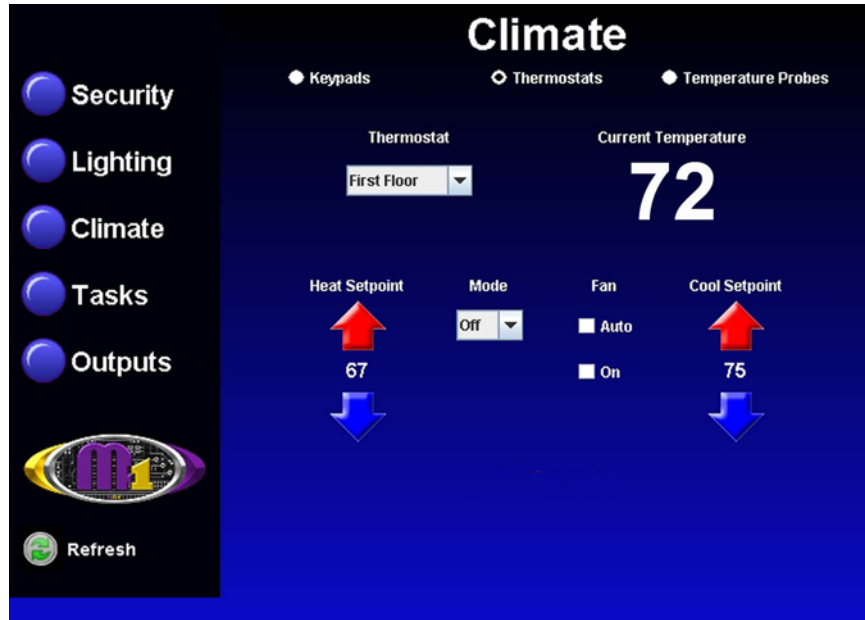 Climate
Keypads Thermostats Temperature Probes
Security
Lighting
Climate
Tasks
Outputs
M1
Refresh
Thermostat Current Temperature
First Floor 72
Heat Setpoint Mode Fan Cool Setpoint
Off Auto
67 On 75